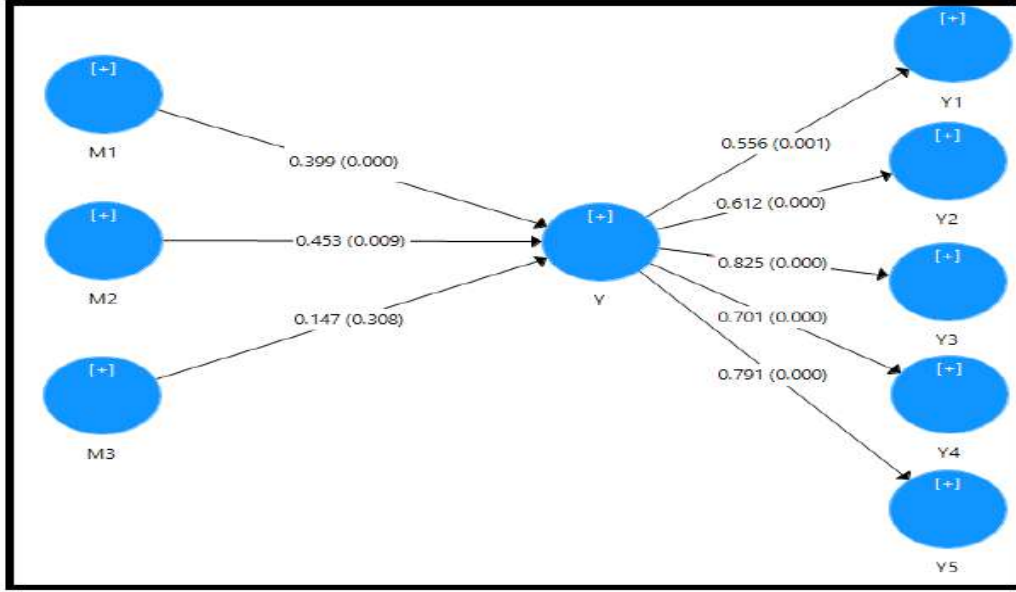 [+]
M1
[+]
M2
[+]
M3
0.399 (0.000)
0.453 (0.009)
0.147 (0.308)
[+]
Y
0.556 (0.001)
0.612 (0.000)
0.825 (0.000)
0.701 (0.000)
0.791 (0.000)
[+]
Y1
[+]
Y2
[+]
Y3
[+]
Y4
[+]
Y5